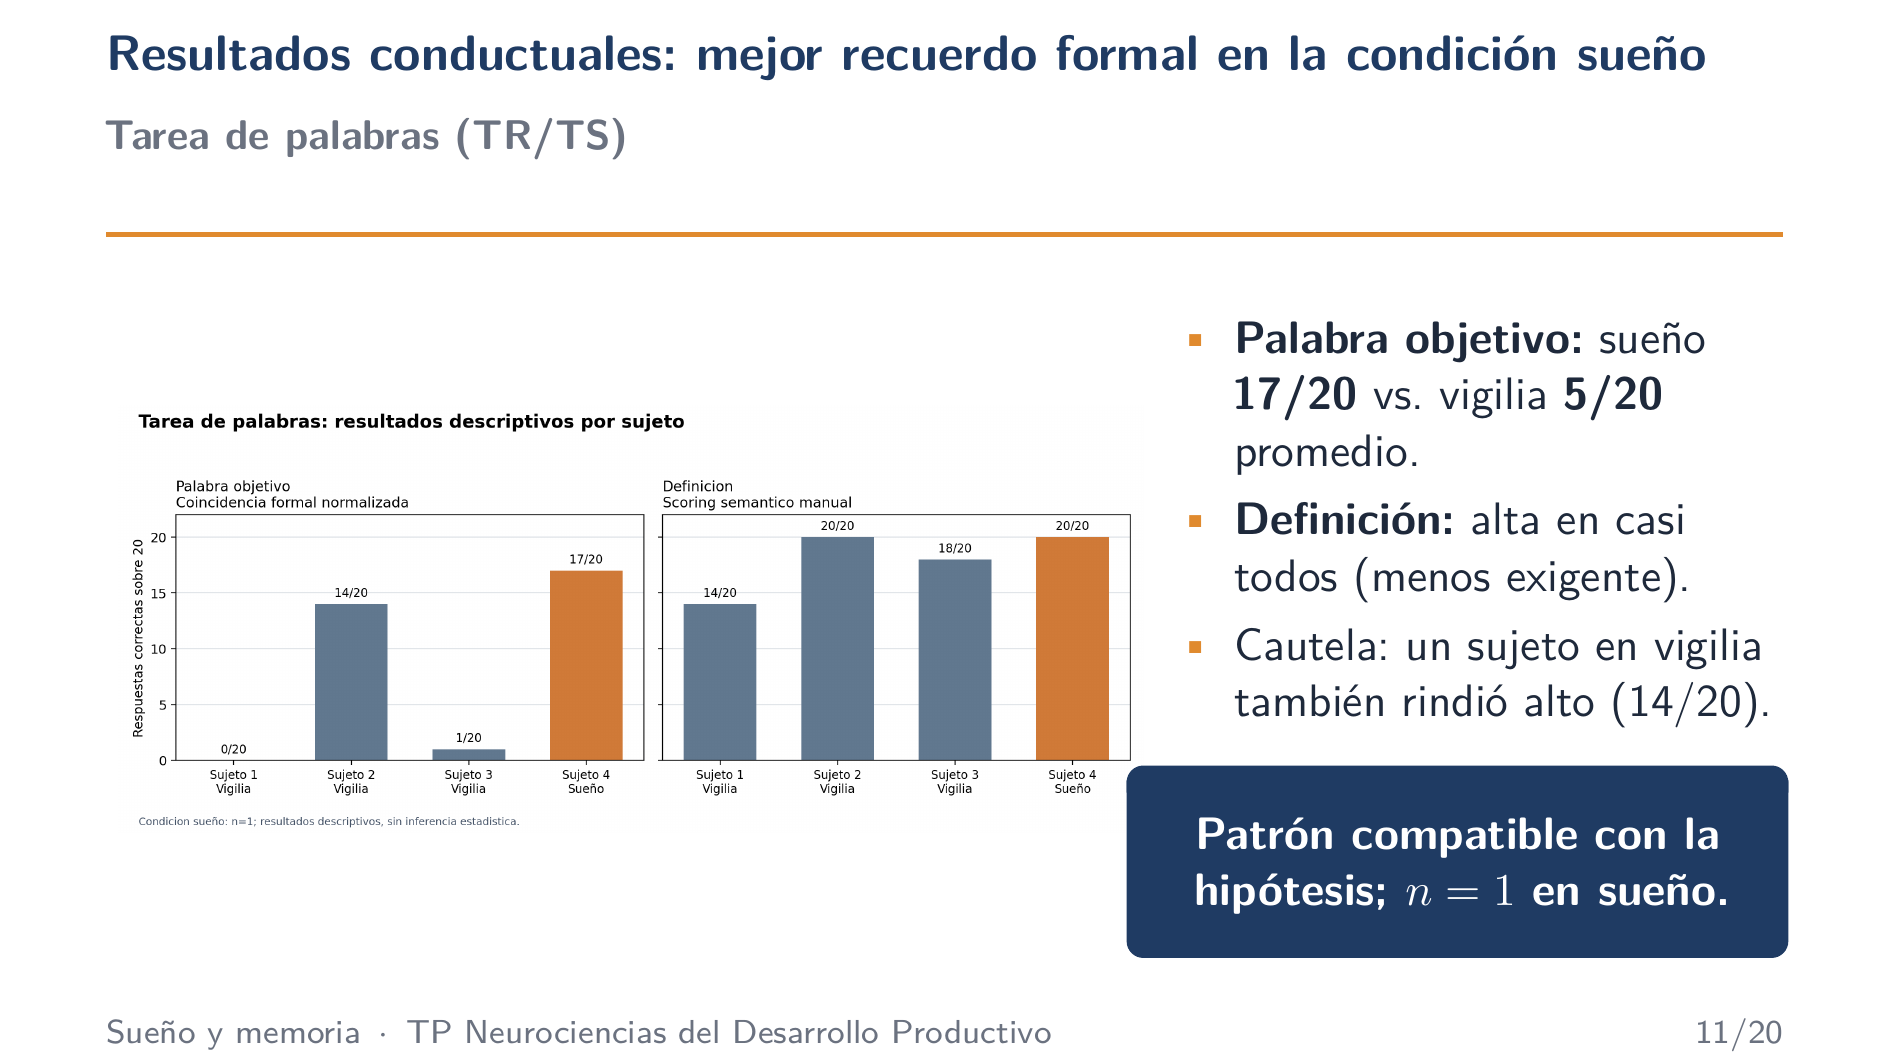 Resultados conductuales: mejor recuerdo formal en la condición sueño
Tarea de palabras (TR/TS)
Tarea de palabras: resultados descriptivos por sujeto
Palabra objetivo
Coincidencia formal normalizada
Respuestas correctas sobre 20
20
15
10
5
0
0/20
14/20
1/20
17/20
Sujeto 1
Vigilia
Sujeto 2
Vigilia
Sujeto 3
Vigilia
Sujeto 4
Sueño
Definicion
Scoring semantico manual
14/20
20/20
18/20
20/20
Sujeto 1
Vigilia
Sujeto 2
Vigilia
Sujeto 3
Vigilia
Sujeto 4
Sueño
Condicion sueño: n=1; resultados descriptivos, sin inferencia estadistica.
▪ Palabra objetivo: sueño
17/20 vs. vigilia 5/20
promedio.
▪ Definición: alta en casi
todos (menos exigente).
▪ Cautela: un sujeto en vigilia
también rindió alto (14/20).
Patrón compatible con la
hipótesis; n = 1 en sueño.
Sueño y memoria · TP Neurociencias del Desarrollo Productivo
11/20